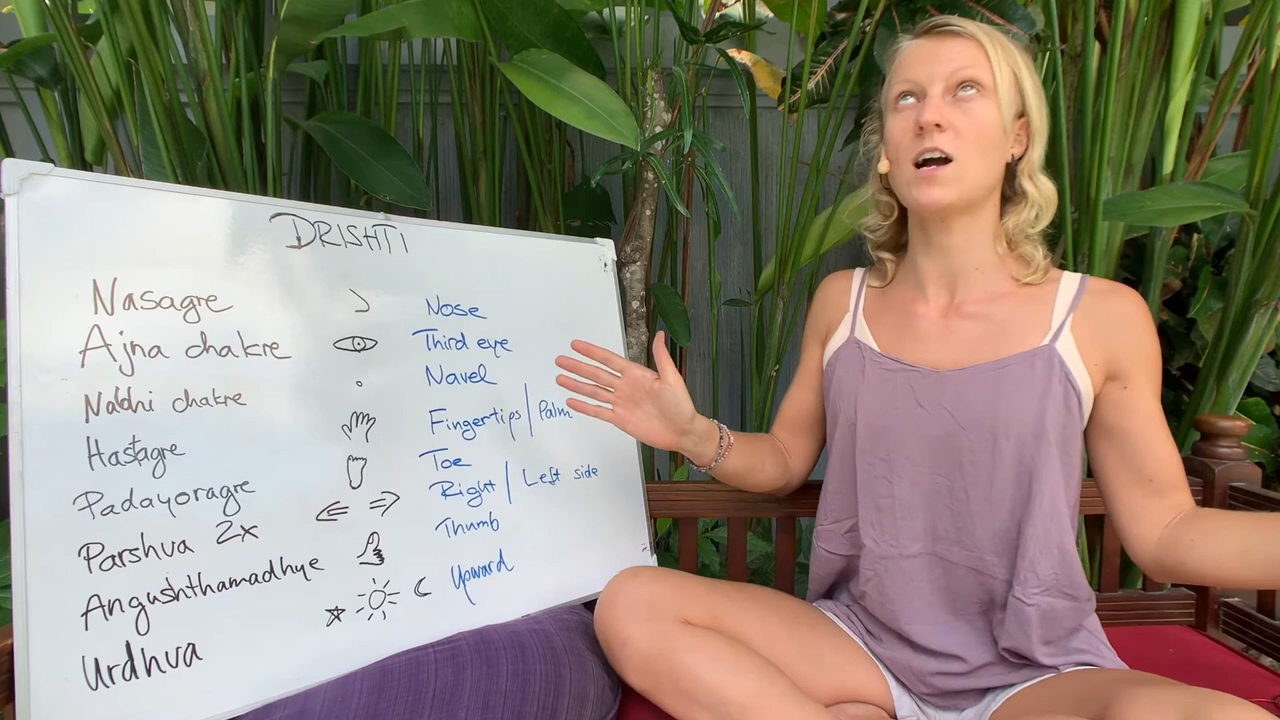 DRISHTI
Nasagre Nose
Ajna chakre Third eye
Nabhi chakre Navel
Hastagre Fingertips / Palm
Padayoragre Toe
Parshva 2x Right / Left side
Angushthamadhye Thumb
Urdhva Upward